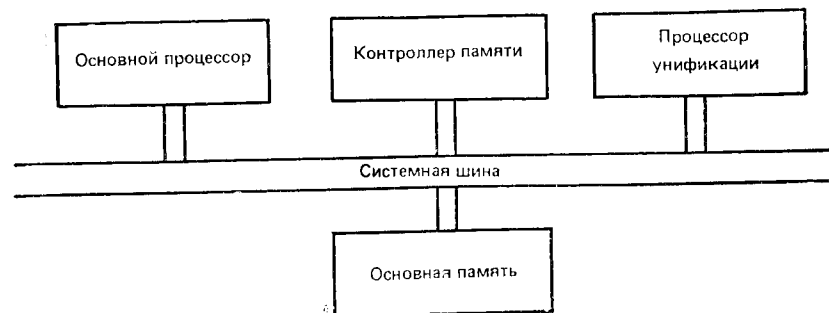 Основной процессор
Контроллер памяти
Процессор
унификации
Системная шина
Основная память